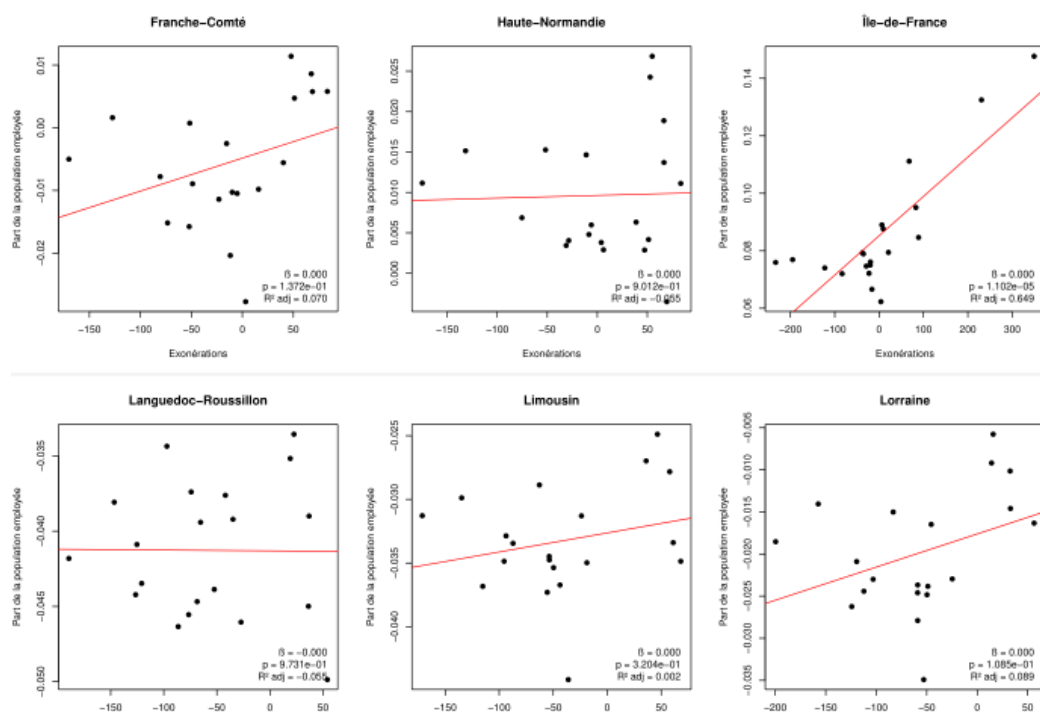 Franche−Comté
Part de la population employée
0.01
0.00
−0.01
−0.02
ß = 0.000
p = 1.372e−01
R² adj = 0.070
−150
−100
−50
0
50
Exonérations
Haute−Normandie
Part de la population employée
0.025
0.020
0.015
0.010
0.005
0.000
ß = 0.000
p = 9.012e−01
R² adj = −0.055
−150
−100
−50
0
50
Exonérations
Île−de−France
Part de la population employée
0.14
0.12
0.10
0.08
0.06
ß = 0.000
p = 1.102e−05
R² adj = 0.649
−200
−100
0
100
200
300
Exonérations
Languedoc−Roussillon
Part de la population employée
−0.035
−0.040
−0.045
−0.050
ß = −0.000
p = 9.731e−01
R² adj = −0.055
−150
−100
−50
0
50
Limousin
Part de la population employée
−0.025
−0.030
−0.035
−0.040
ß = 0.000
p = 3.204e−01
R² adj = 0.002
−150
−100
−50
0
50
Lorraine
Part de la population employée
−0.005
−0.010
−0.015
−0.020
−0.025
−0.030
−0.035
ß = 0.000
p = 1.085e−01
R² adj = 0.089
−200
−150
−100
−50
0
50